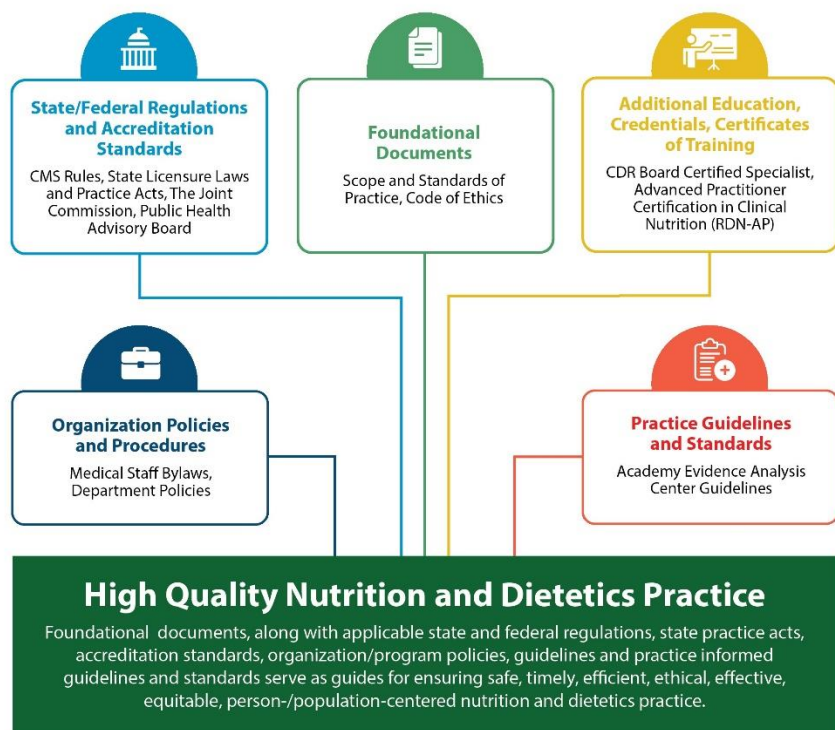 State/Federal Regulations
and Accreditation
Standards
CMS Rules, State Licensure Laws
and Practice Acts, The Joint
Commission, Public Health
Advisory Board
Foundational
Documents
Scope and Standards of
Practice, Code of Ethics
Additional Education,
Credentials, Certificates
of Training
CDR Board Certified Specialist,
Advanced Practitioner
Certification in Clinical
Nutrition (RDN-AP)
Organization Policies
and Procedures
Medical Staff Bylaws,
Department Policies
Practice Guidelines
and Standards
Academy Evidence Analysis
Center Guidelines
High Quality Nutrition and Dietetics Practice
Foundational documents, along with applicable state and federal regulations, state practice acts,
accreditation standards, organization/program policies, guidelines and practice informed
guidelines and standards serve as guides for ensuring safe, timely, efficient, ethical, effective,
equitable, person-/population-centered nutrition and dietetics practice.